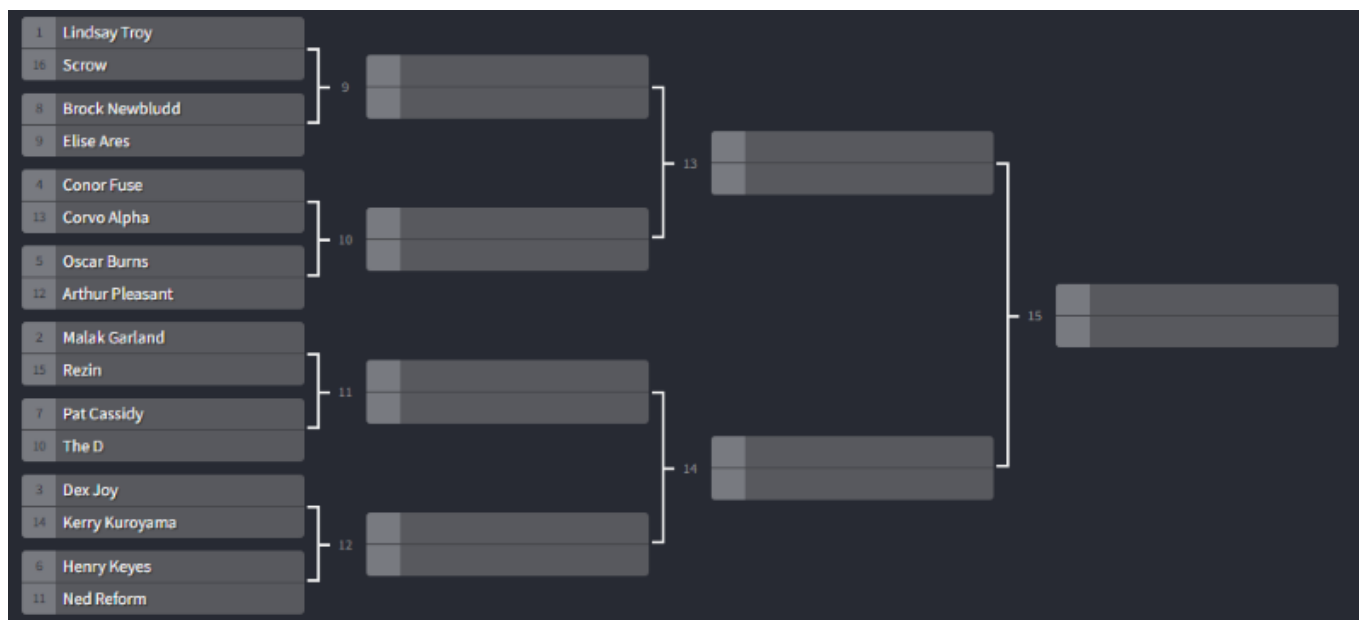 1 Lindsay Troy
16 Scrow
8 Brock Newbludd
9 Elise Ares
4 Conor Fuse
13 Corvo Alpha
5 Oscar Burns
12 Arthur Pleasant
2 Malak Garland
15 Rezin
7 Pat Cassidy
10 The D
3 Dex Joy
14 Kerry Kuroyama
6 Henry Keyes
11 Ned Reform
9
10
11
12
13
14
15